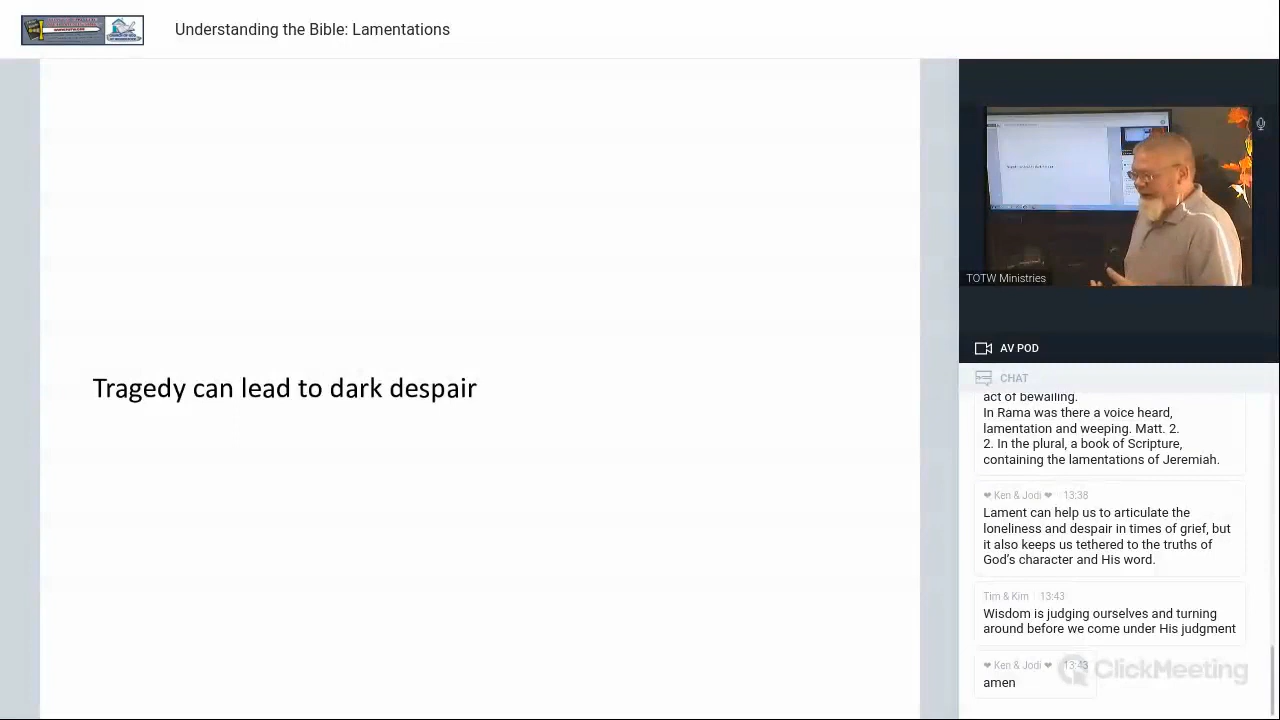 Understanding the Bible: Lamentations
Tragedy can lead to dark despair
TOTW Ministries
AV POD
CHAT
act of bewailing.
In Rama was there a voice heard,
lamentation and weeping. Matt. 2.
2. In the plural, a book of Scripture,
containing the lamentations of Jeremiah.
❤ Ken & Jodi ❤ 13:38
Lament can help us to articulate the
loneliness and despair in times of grief, but
it also keeps us tethered to the truths of
God's character and His word.
Tim & Kim 13:43
Wisdom is judging ourselves and turning
around before we come under His judgment
❤ Ken & Jodi ❤ 13:43
amen
ClickMeeting